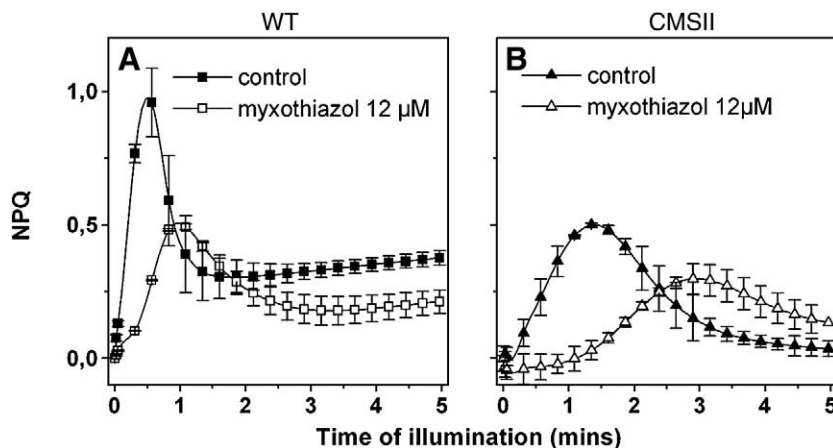 WT
CMSII
A
control
myxothiazol 12 µM
B
control
myxothiazol 12µM
NPQ
1,0
0,5
0,0
0 1 2 3 4 5
0 1 2 3 4 5
Time of illumination (mins)